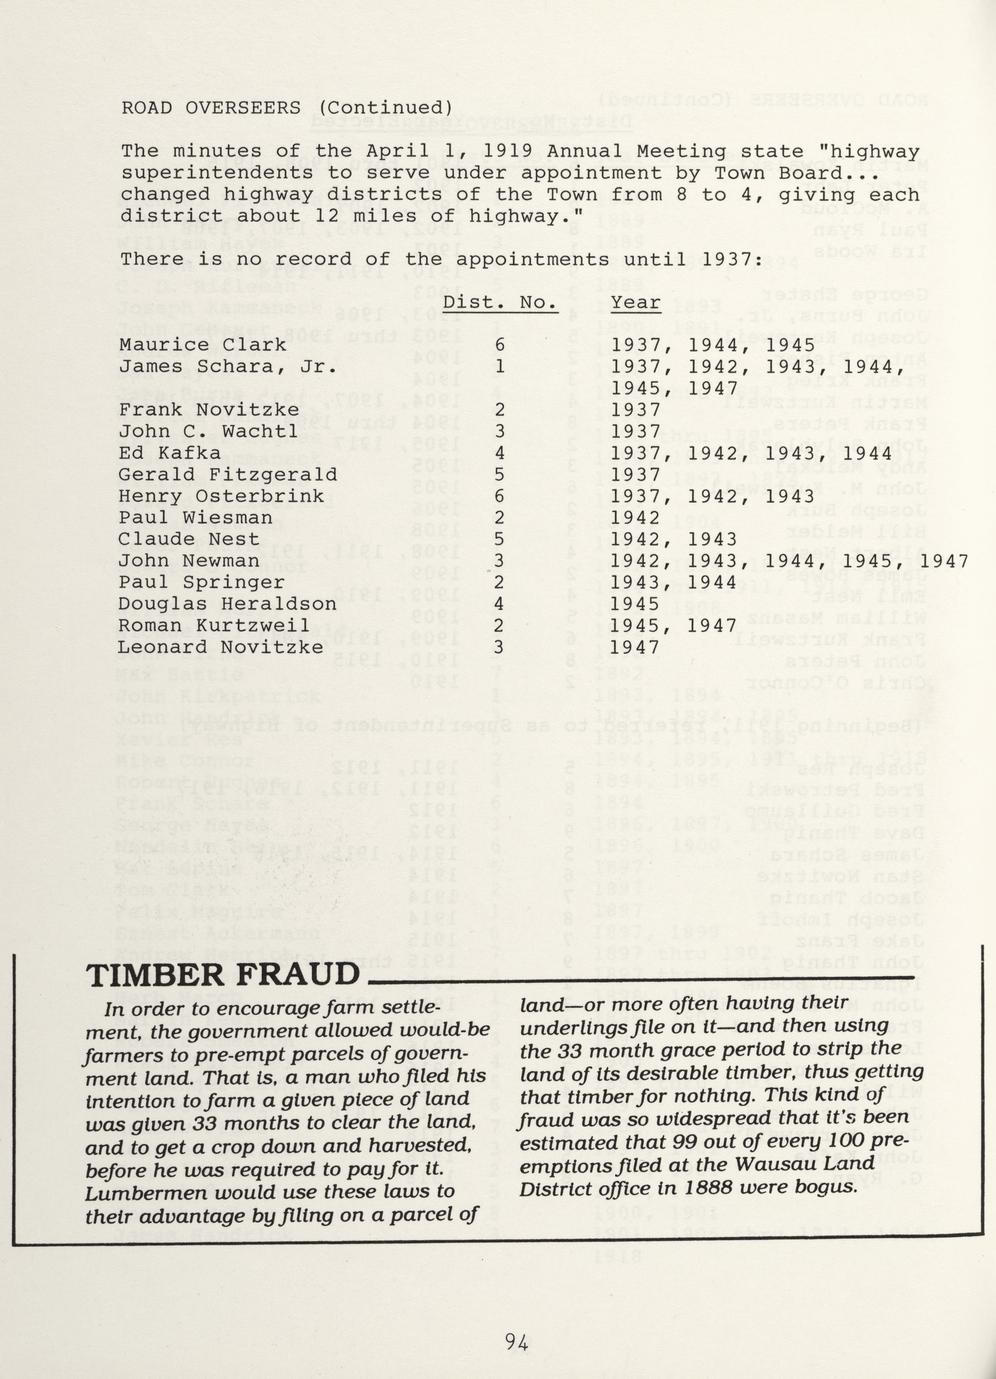 ROAD OVERSEERS (Continued)
The minutes of the April 1, 1919 Annual Meeting state "highway
superintendents to serve under appointment by Town Board...
changed highway districts of the Town from 8 to 4, giving each
district about 12 miles of highway."
There is no record of the appointments until 1937:
Dist. No. Year
Maurice Clark 6 1937, 1944, 1945
James Schara, Jr. 1 1937, 1942, 1943, 1944,
1945, 1947
Frank Novitzke 2 1937
John C. Wachtl 3 1937
Ed Kafka 4 1937, 1942, 1943, 1944
Gerald Fitzgerald 5 1937
Henry Osterbrink 6 1937, 1942, 1943
Paul Wiesman 2 1942
Claude Nest 5 1942, 1943
John Newman 3 1942, 1943, 1944, 1945, 1947
Paul Springer 2 1943, 1944
Douglas Heraldson 4 1945
Roman Kurtzweil 2 1945, 1947
Leonard Novitzke 3 1947
TIMBER FRAUD
In order to encourage farm settle-
ment, the government allowed would-be
farmers to pre-empt parcels of govern-
ment land. That is, a man who filed his
intention to farm a given piece of land
was given 33 months to clear the land,
and to get a crop down and harvested,
before he was required to pay for it.
Lumbermen would use these laws to
their advantage by filing on a parcel of
land—or more often having their
underlings file on it—and then using
the 33 month grace period to strip the
land of its desirable timber, thus getting
that timber for nothing. This kind of
fraud was so widespread that it's been
estimated that 99 out of every 100 pre-
emptions filed at the Wausau Land
District office in 1888 were bogus.
94